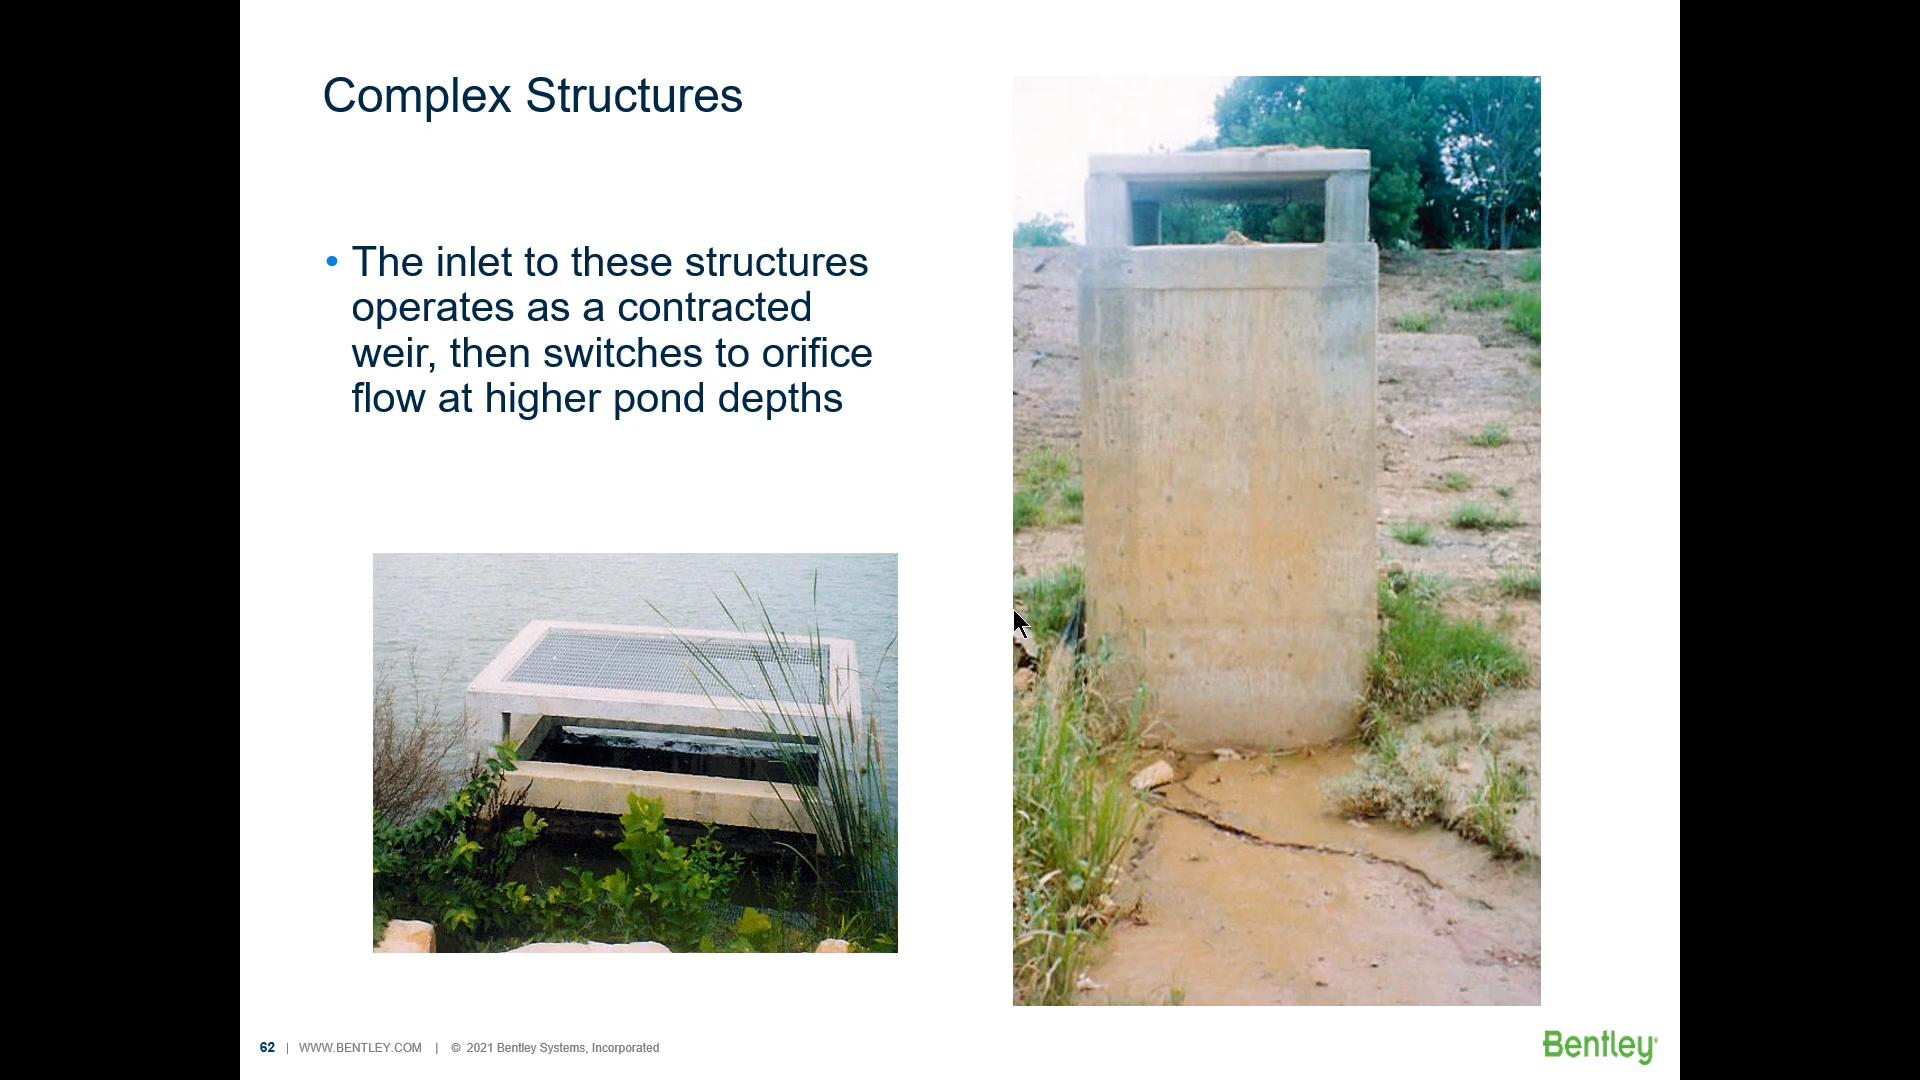 Complex Structures
• The inlet to these structures
operates as a contracted
weir, then switches to orifice
flow at higher pond depths
62 | WWW.BENTLEY.COM | © 2021 Bentley Systems, Incorporated
Bentley